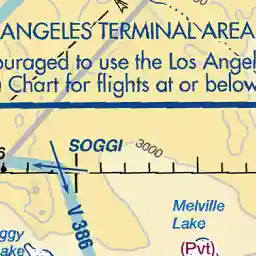 ANGELES TERMINAL AREA
ouraged to use the Los Angel
Chart for flights at or below
SOGGI
3000
6
V 386
Melville
Lake
ggy
ake
(Pvt)